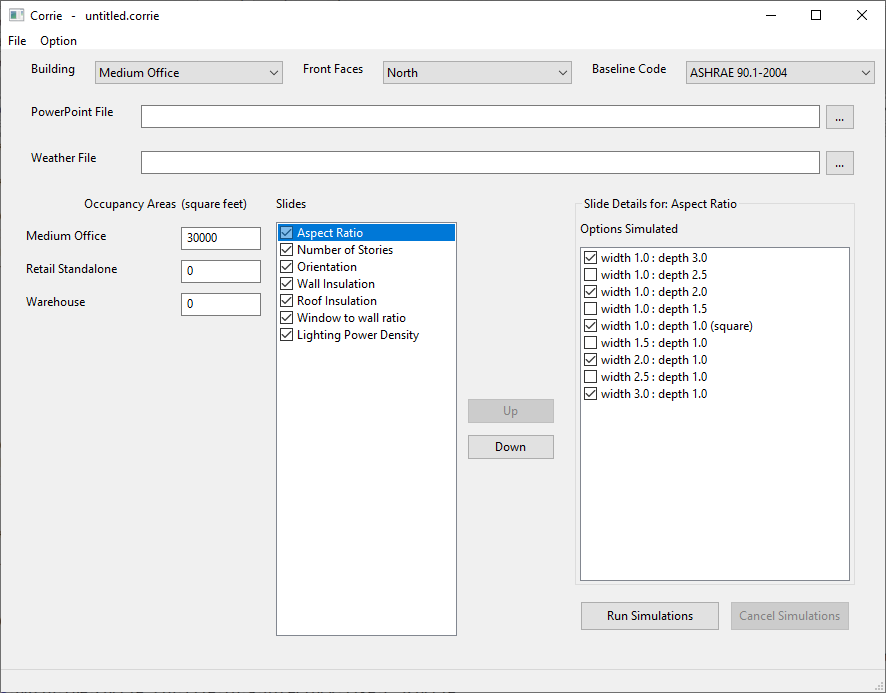 Corrie - untitled.corrie
File Option
Building Medium Office Front Faces North Baseline Code ASHRAE 90.1-2004
PowerPoint File ...
Weather File ...
Occupancy Areas (square feet)
Medium Office 30000
Retail Standalone 0
Warehouse 0
Slides
Aspect Ratio
Number of Stories
Orientation
Wall Insulation
Roof Insulation
Window to wall ratio
Lighting Power Density
Up
Down
Slide Details for: Aspect Ratio
Options Simulated
width 1.0 : depth 3.0
width 1.0 : depth 2.5
width 1.0 : depth 2.0
width 1.0 : depth 1.5
width 1.0 : depth 1.0 (square)
width 1.5 : depth 1.0
width 2.0 : depth 1.0
width 2.5 : depth 1.0
width 3.0 : depth 1.0
Run Simulations Cancel Simulations